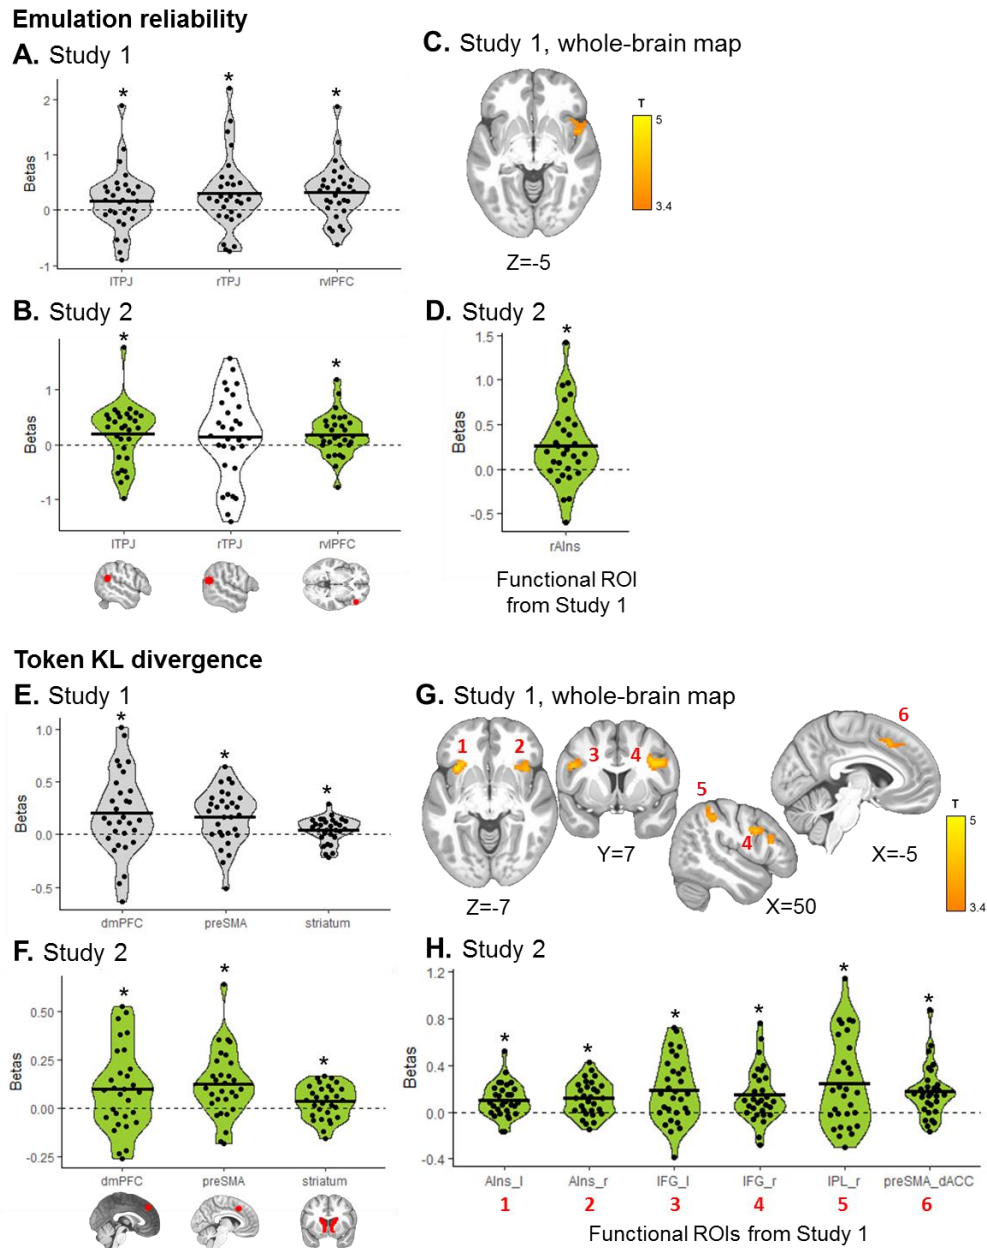 Emulation reliability
A. Study 1
C. Study 1, whole-brain map
Betas
2
1
0
-1
* * *
lTPJ rTPJ rvlPFC
T
5
3.4
Z=-5
B. Study 2
D. Study 2
Betas
1
0
-1
* *
lTPJ rTPJ rvlPFC
Betas
1.5
1.0
0.5
0.0
-0.5
*
rAIns
Functional ROI
from Study 1
Token KL divergence
E. Study 1
G. Study 1, whole-brain map
Betas
1.0
0.5
0.0
-0.5
* * *
dmPFC preSMA striatum
1 2
3 4
5
4
6
Z=-7
Y=7
X=50
X=-5
T
5
3.4
F. Study 2
H. Study 2
Betas
0.50
0.25
0.00
-0.25
* * *
dmPFC preSMA striatum
Betas
1.2
0.8
0.4
0.0
-0.4
* * * * * *
AIns_l AIns_r IFG_l IFG_r IPL_r preSMA_dACC
1 2 3 4 5 6
Functional ROIs from Study 1